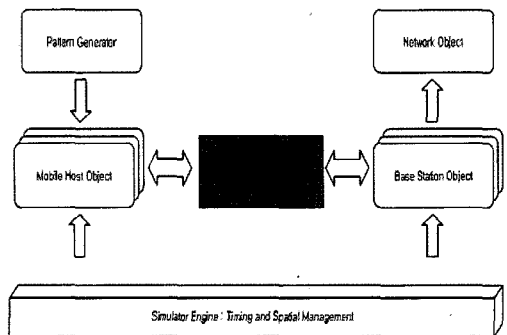 Pattern Generator
Network Object
Mobile Host Object
Base Station Object
Simulator Engine : Timing and Spatial Management